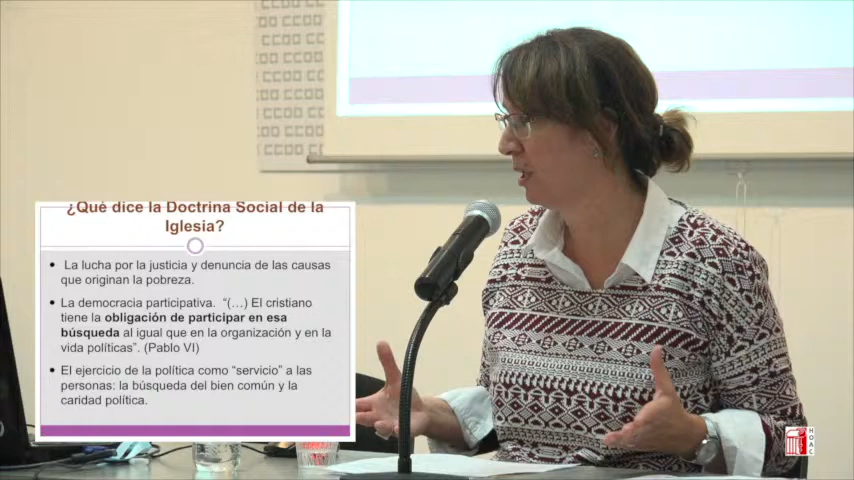 ¿Qué dice la Doctrina Social de la
Iglesia?
• La lucha por la justicia y denuncia de las causas
que originan la pobreza.
• La democracia participativa. “(…) El cristiano
tiene la obligación de participar en esa
búsqueda al igual que en la organización y en la
vida políticas”. (Pablo VI)
• El ejercicio de la política como “servicio” a las
personas: la búsqueda del bien común y la
caridad política.
HOAC